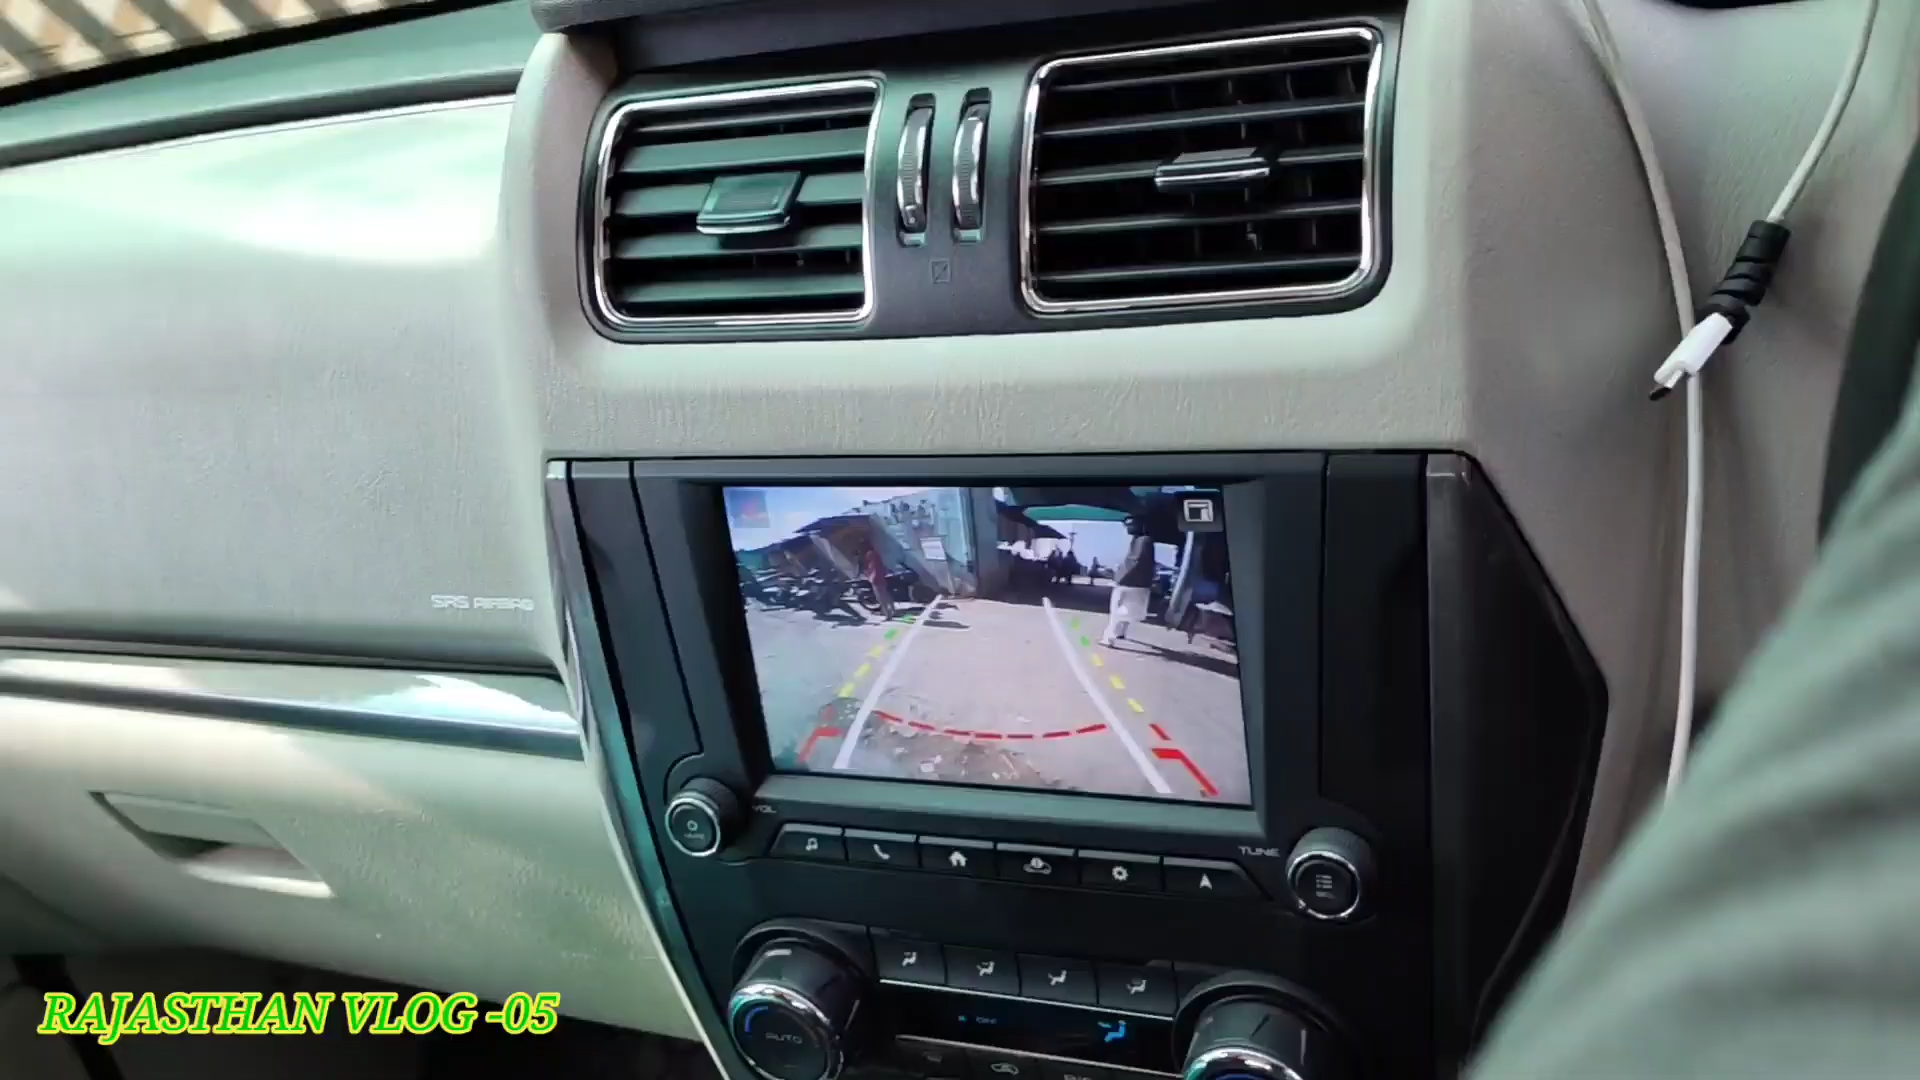 SRS AIRBAG
VOL
TUNE
AUTO
RAJASTHAN VLOG -05